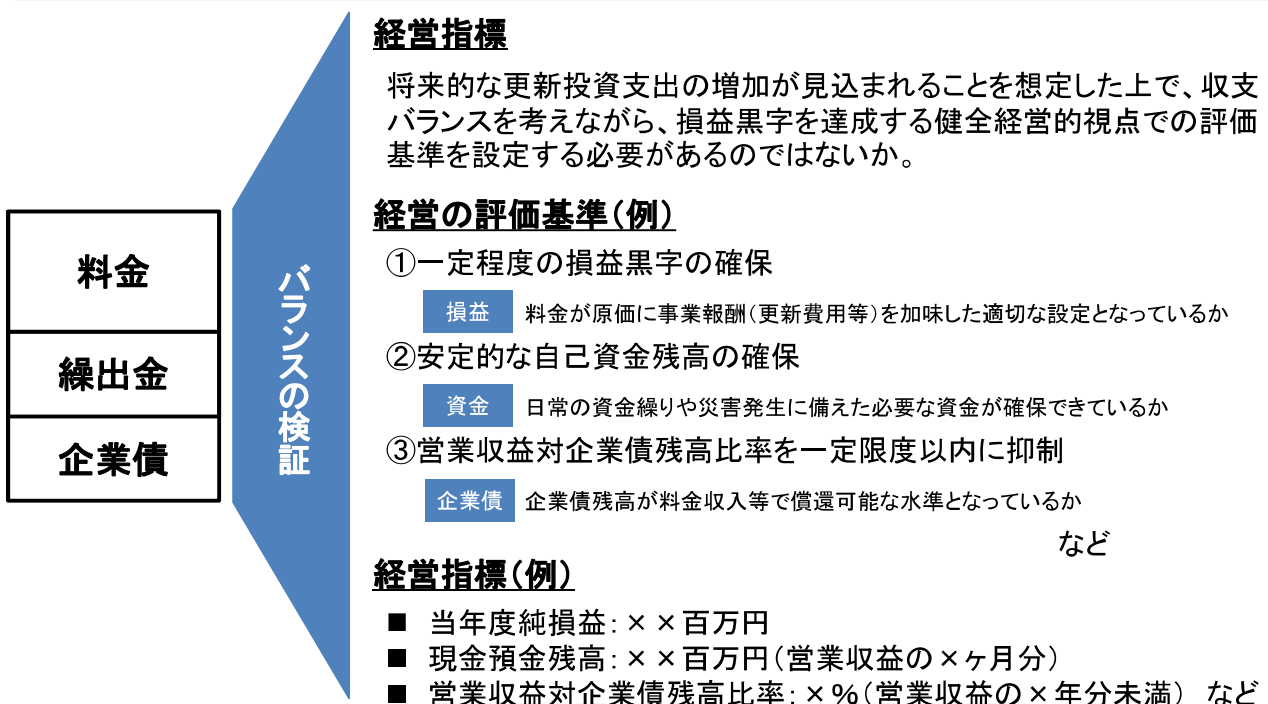 料金
繰出金
企業債
バランスの検証
経営指標
将来的な更新投資支出の増加が見込まれることを想定した上で、収支
バランスを考えながら、損益黒字を達成する健全経営的視点での評価
基準を設定する必要があるのではないか。
経営の評価基準（例）
①一定程度の損益黒字の確保
損益 料金が原価に事業報酬（更新費用等）を加味した適切な設定となっているか
②安定的な自己資金残高の確保
資金 日常の資金繰りや災害発生に備えた必要な資金が確保できているか
③営業収益対企業債残高比率を一定限度以内に抑制
企業債 企業債残高が料金収入等で償還可能な水準となっているか
など
経営指標（例）
■ 当年度純損益：××百万円
■ 現金預金残高：××百万円（営業収益の×ヶ月分）
■ 営業収益対企業債残高比率：×％（営業収益の×年分未満） など